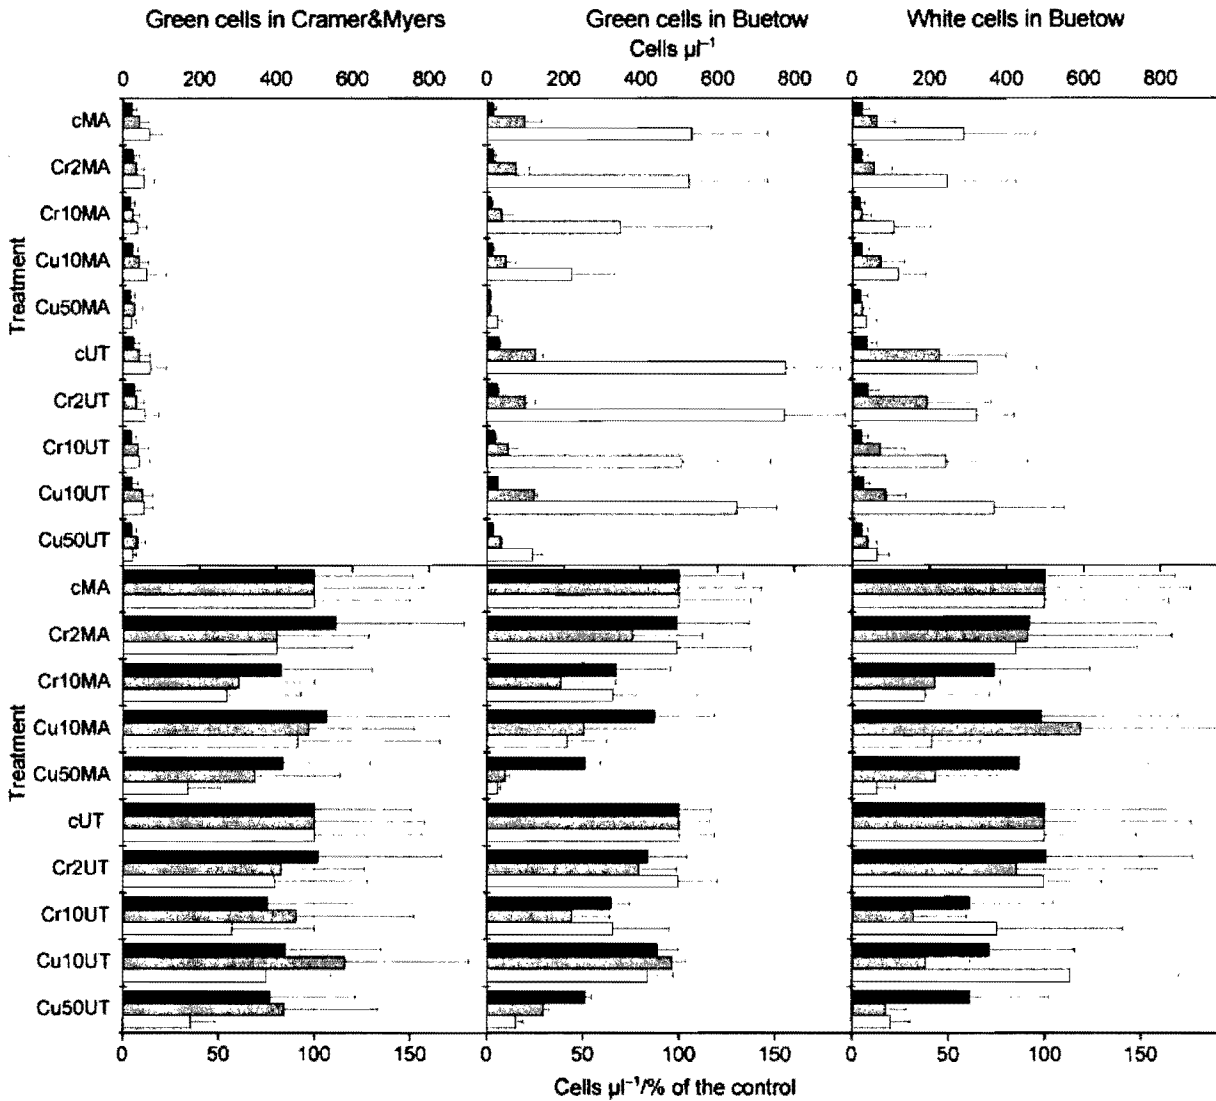 Green cells in Cramer&Myers Green cells in Buetow White cells in Buetow
Cells µl⁻¹
0 200 400 600 800 0 200 400 600 800 0 200 400 600 800
Treatment
cMA
Cr2MA
Cr10MA
Cu10MA
Cu50MA
cUT
Cr2UT
Cr10UT
Cu10UT
Cu50UT
Treatment
cMA
Cr2MA
Cr10MA
Cu10MA
Cu50MA
cUT
Cr2UT
Cr10UT
Cu10UT
Cu50UT
0 50 100 150 0 50 100 150 0 50 100 150
Cells µl⁻¹/% of the control